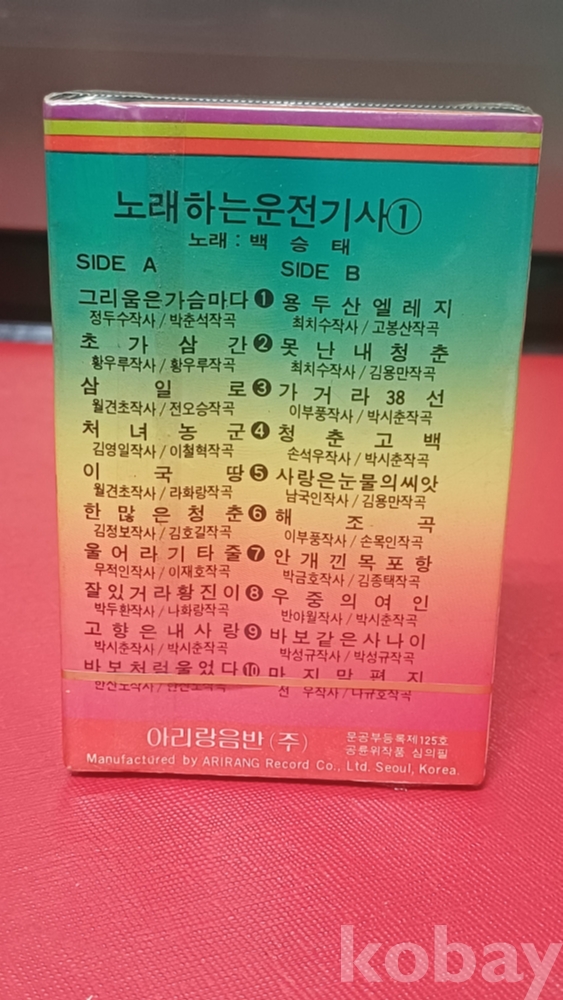 노래하는운전기사①
노래 : 백 승 태
SIDE A
SIDE B
그리움은가슴마다 ❶ 용두산엘레지
정두수작사 / 박춘석작곡 최치수작사 / 고봉산작곡
초가삼간 ❷ 못난내청춘
황우루작사 / 황우루작곡 최치수작사 / 김용만작곡
삼일로 ❸ 가거라 38 선
월견초작사 / 전오승작곡 이부풍작사 / 박시춘작곡
처녀농군 ❹ 청춘고백
김영일작사 / 이철혁작곡 손석우작사 / 박시춘작곡
이국땅 ❺ 사랑은눈물의씨앗
월견초작사 / 라화랑작곡 남국인작사 / 김용만작곡
한많은청춘 ❻ 해조곡
김정보작사 / 김호길작곡 이부풍작사 / 손목인작곡
울어라기타줄 ❼ 안개낀목포항
무적인작사 / 이재호작곡 박금호작사 / 김종택작곡
잘있거라황진이 ❽ 우중의여인
박두환작사 / 나화랑작곡 반야월작사 / 박시춘작곡
고향은내사랑 ❾ 바보같은사나이
박시춘작사 / 박시춘작곡 박성규작사 / 박성규작곡
바보처럼울었다 ❿ 마지막편지
우작사 / 나규호작곡
아리랑음반 (주) 문공부등록제125호
공륜위작품 심의필
Manufactured by ARIRANG Record Co., Ltd. Seoul, Korea.
kobay